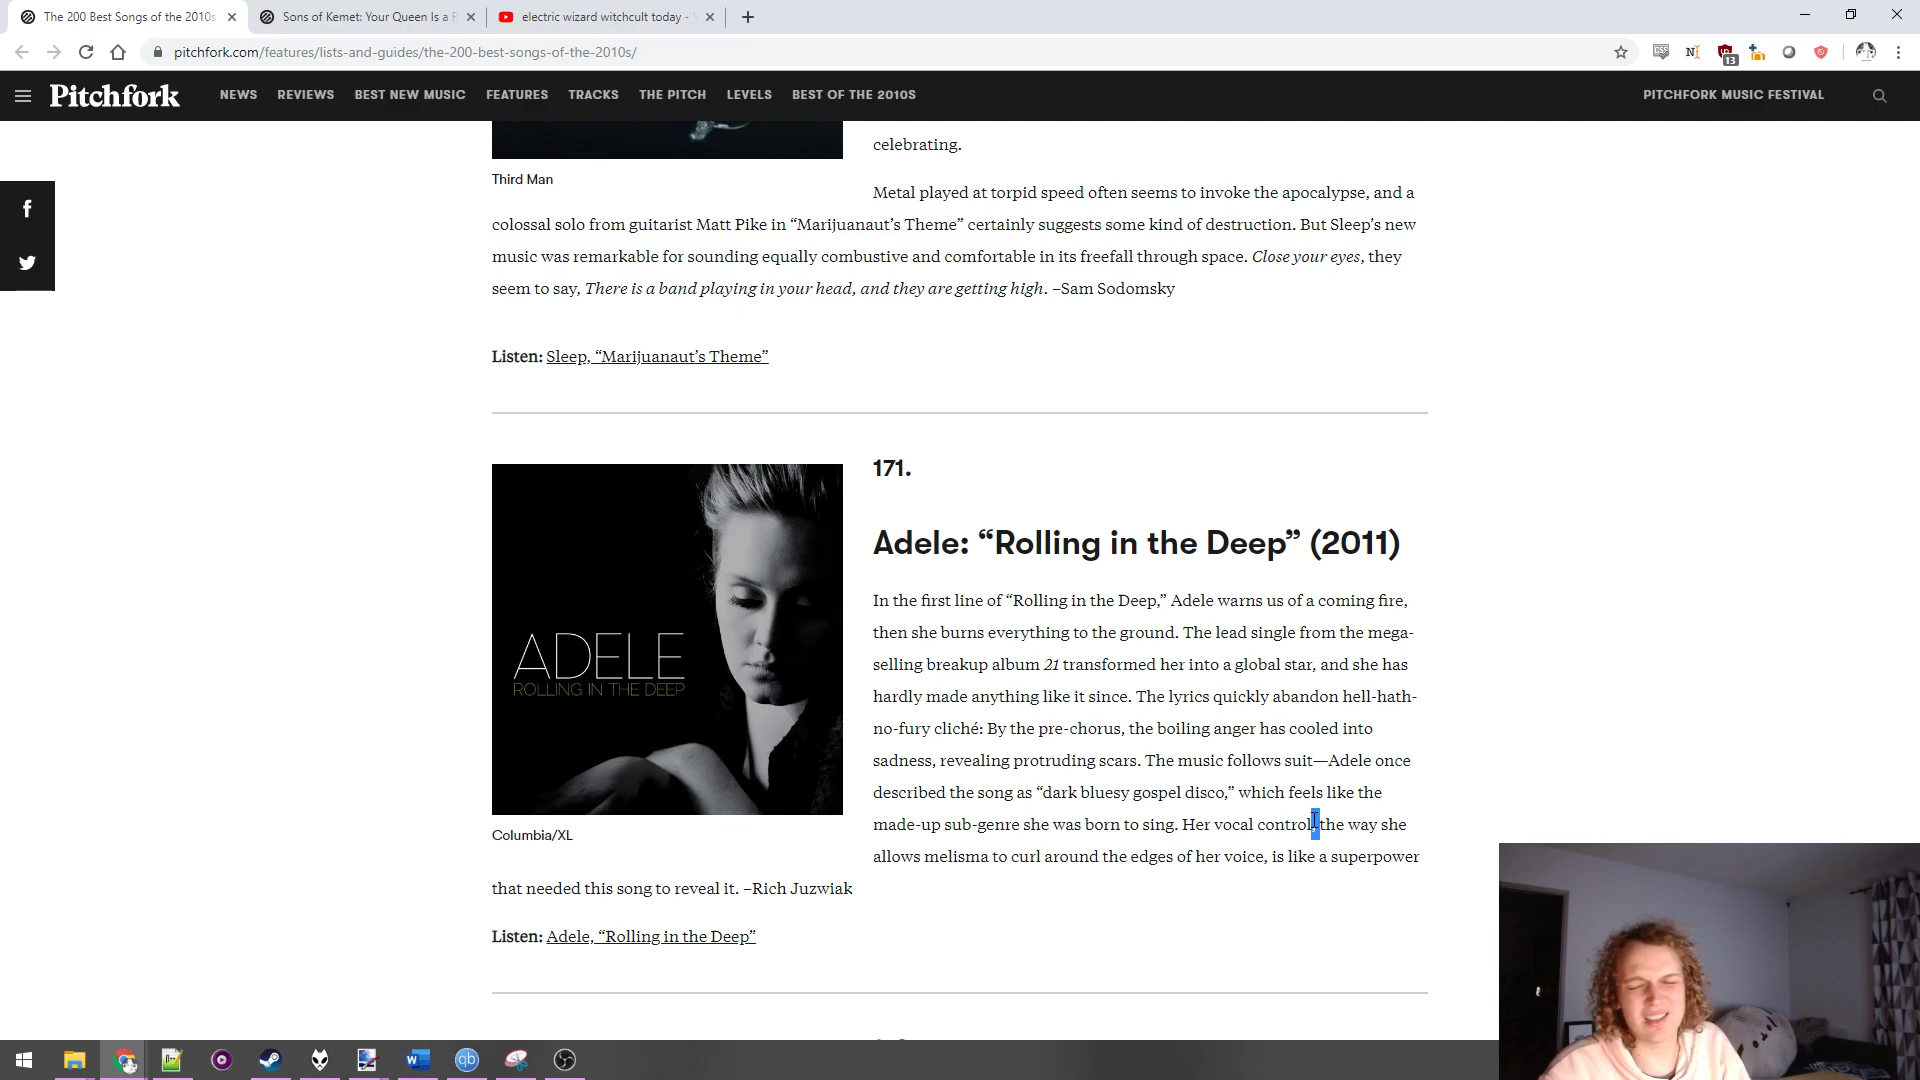 The 200 Best Songs of the 2010s
Sons of Kemet: Your Queen Is a R
electric wizard witchcult today -
pitchfork.com/features/lists-and-guides/the-200-best-songs-of-the-2010s/
13
Pitchfork
NEWS
REVIEWS
BEST NEW MUSIC
FEATURES
TRACKS
THE PITCH
LEVELS
BEST OF THE 2010S
PITCHFORK MUSIC FESTIVAL
celebrating.
Third Man
Metal played at torpid speed often seems to invoke the apocalypse, and a
colossal solo from guitarist Matt Pike in “Marijuanaut’s Theme” certainly suggests some kind of destruction. But Sleep’s new
music was remarkable for sounding equally combustive and comfortable in its freefall through space. Close your eyes, they
seem to say, There is a band playing in your head, and they are getting high. –Sam Sodomsky
Listen: Sleep, “Marijuanaut’s Theme”
171.
Adele: “Rolling in the Deep” (2011)
ADELE
ROLLING IN THE DEEP
Columbia/XL
In the first line of “Rolling in the Deep,” Adele warns us of a coming fire,
then she burns everything to the ground. The lead single from the mega-
selling breakup album 21 transformed her into a global star, and she has
hardly made anything like it since. The lyrics quickly abandon hell-hath-
no-fury cliché: By the pre-chorus, the boiling anger has cooled into
sadness, revealing protruding scars. The music follows suit—Adele once
described the song as “dark bluesy gospel disco,” which feels like the
made-up sub-genre she was born to sing. Her vocal control, the way she
allows melisma to curl around the edges of her voice, is like a superpower
that needed this song to reveal it. –Rich Juzwiak
Listen: Adele, “Rolling in the Deep”